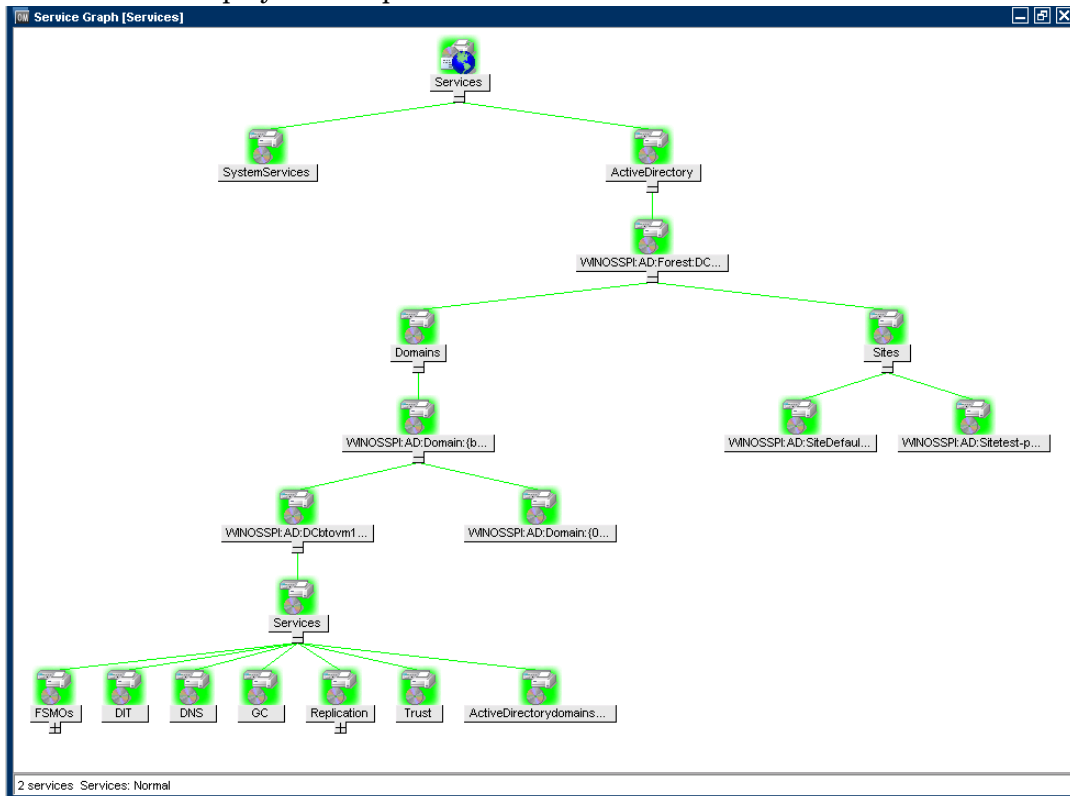 Service Graph [Services]
Services
SystemServices
ActiveDirectory
WINOSSPI:AD:Forest:DC...
Domains
Sites
WINOSSPI:AD:Domain:{b...
WINOSSPI:AD:SiteDefaul...
WINOSSPI:AD:Sitetest-p...
WINOSSPI:AD:DCbtovm1...
WINOSSPI:AD:Domain:{0...
Services
FSMOs
DIT
DNS
GC
Replication
Trust
ActiveDirectorydomains...
2 services Services: Normal